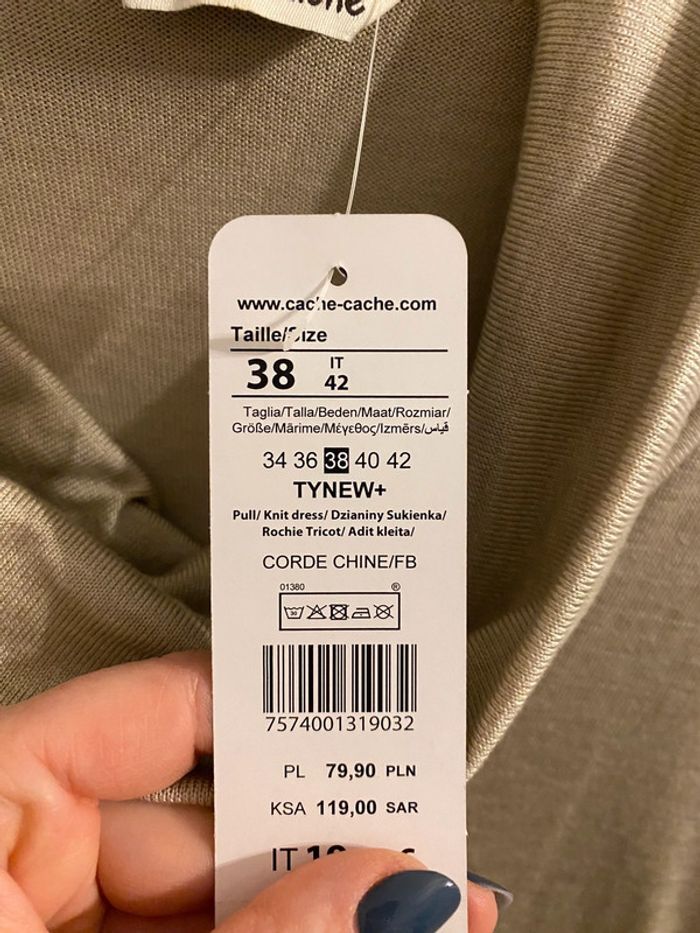 www.cache-cache.com
Taille/Size
38 IT 42
Taglia/Talla/Beden/Maat/Rozmiar/
Größe/Mărime/Μέγεθος/Izmērs/قياس
34 36 38 40 42
TYNEW+
Pull/ Knit dress/ Dzianiny Sukienka/
Rochie Tricot/ Adit kleita/
CORDE CHINE/FB
01380 ®
30
7574001319032
PL 79,90 PLN
KSA 119,00 SAR
IT